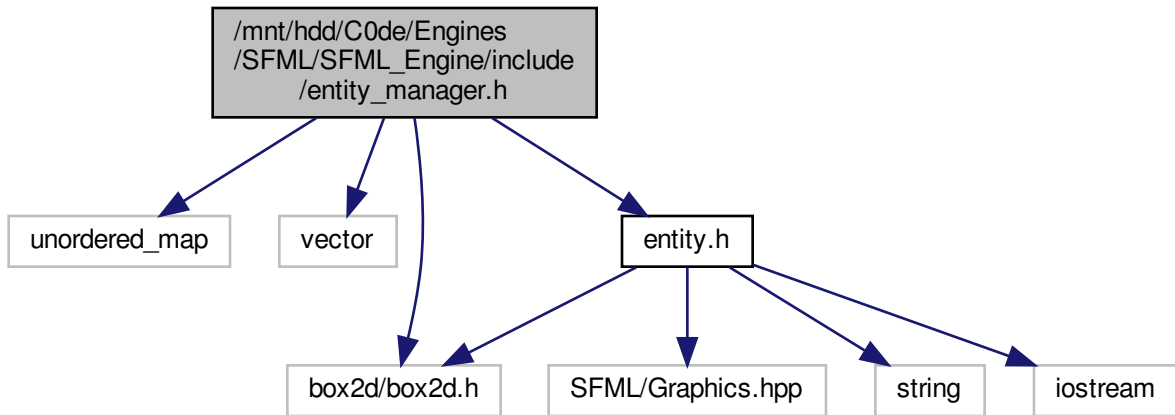 /mnt/hdd/C0de/Engines
/SFML/SFML_Engine/include
/entity_manager.h
unordered_map
vector
entity.h
box2d/box2d.h
SFML/Graphics.hpp
string
iostream